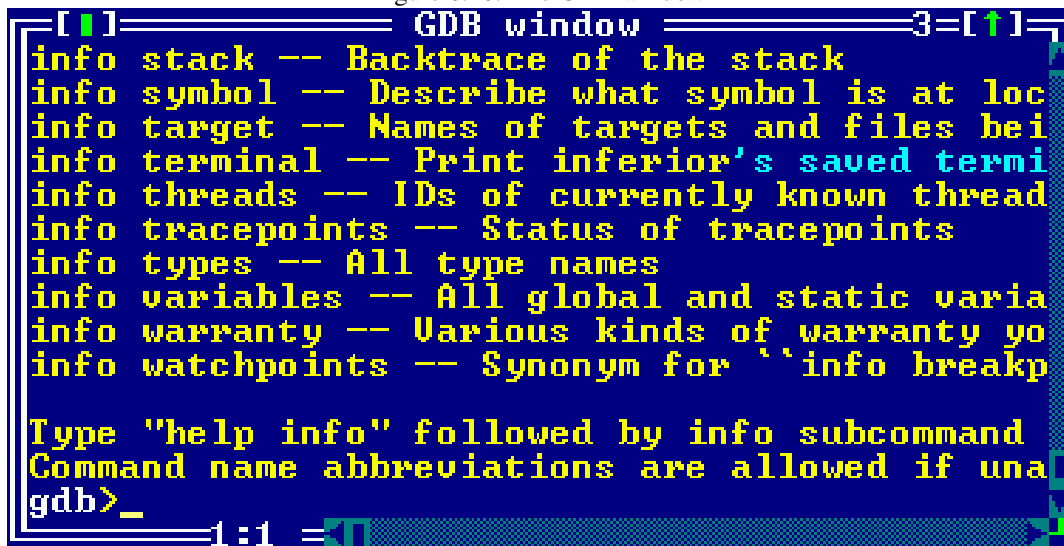 GDB window 3=[↑]
info stack -- Backtrace of the stack
info symbol -- Describe what symbol is at loc
info target -- Names of targets and files bei
info terminal -- Print inferior's saved termi
info threads -- IDs of currently known thread
info tracepoints -- Status of tracepoints
info types -- All type names
info variables -- All global and static varia
info warranty -- Various kinds of warranty yo
info watchpoints -- Synonym for ``info breakp
Type "help info" followed by info subcommand
Command name abbreviations are allowed if una
gdb>_
1:1